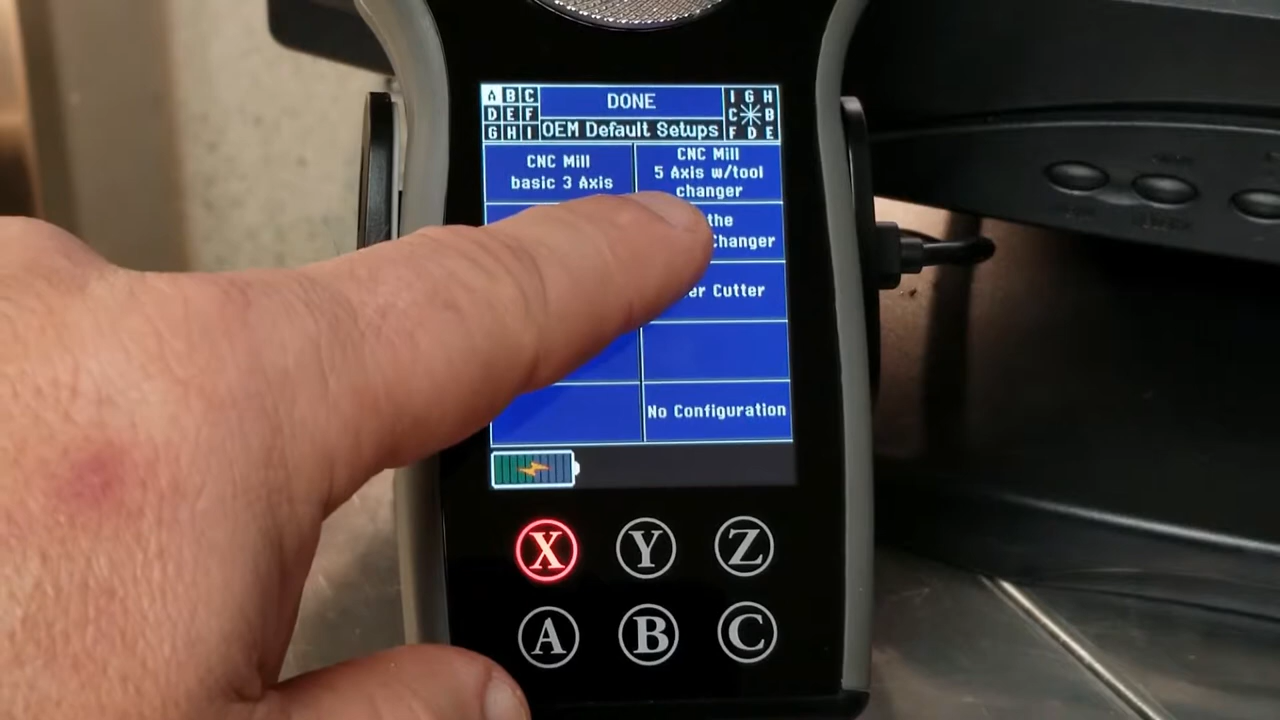 A B C
D E F
G H I
DONE
OEM Default Setups
I G H
C B
F D E
CNC Mill
basic 3 Axis
CNC Mill
5 Axis w/tool
changer
the
Changer
Cutter
No Configuration
X Y Z
A B C